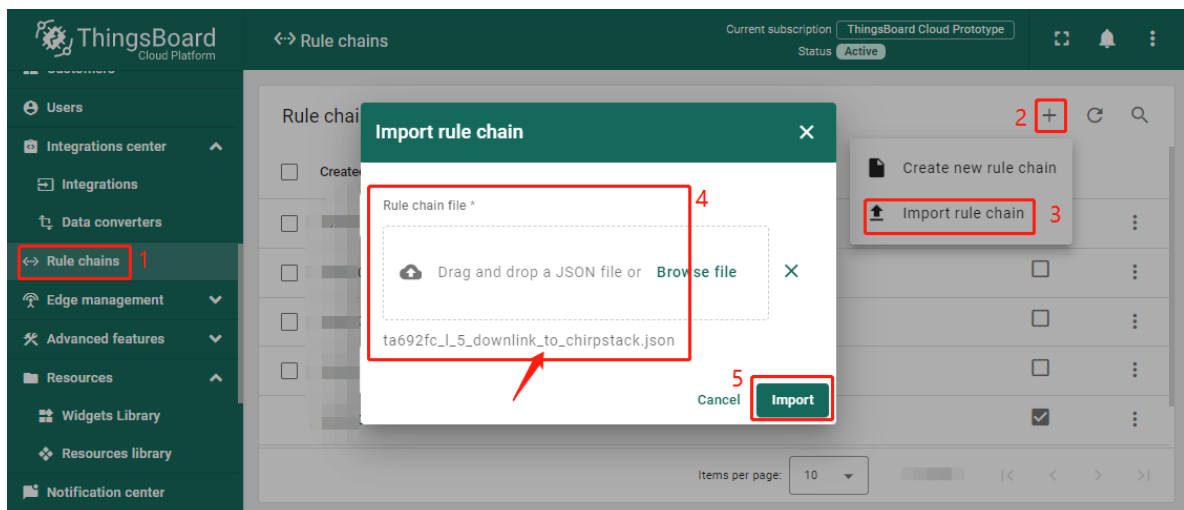 ThingsBoard
Cloud Platform
Rule chains
Current subscription ThingsBoard Cloud Prototype
Status Active
Customers
Users
Integrations center
Integrations
Data converters
Rule chains 1
Edge management
Advanced features
Resources
Widgets Library
Resources library
Notification center
Rule chai
2
Create
Create new rule chain
Import rule chain 3
Import rule chain
4
Rule chain file *
Drag and drop a JSON file or Browse file
ta692fc_l_5_downlink_to_chirpstack.json
5
Cancel Import
Items per page: 10